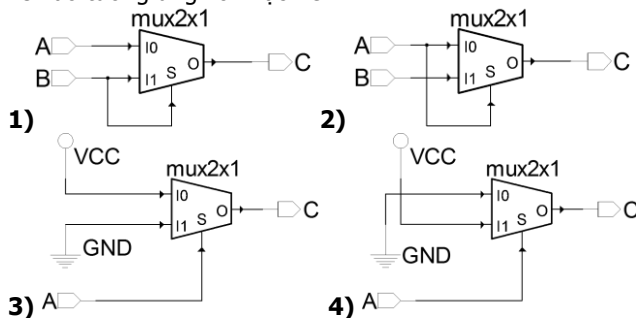 mux2x1
A I0
B I1 S O C
1)
mux2x1
A I0
B I1 S O C
2)
VCC
mux2x1
I0
I1 S O C
GND
3) A
VCC
mux2x1
I0
I1 S O C
GND
4) A